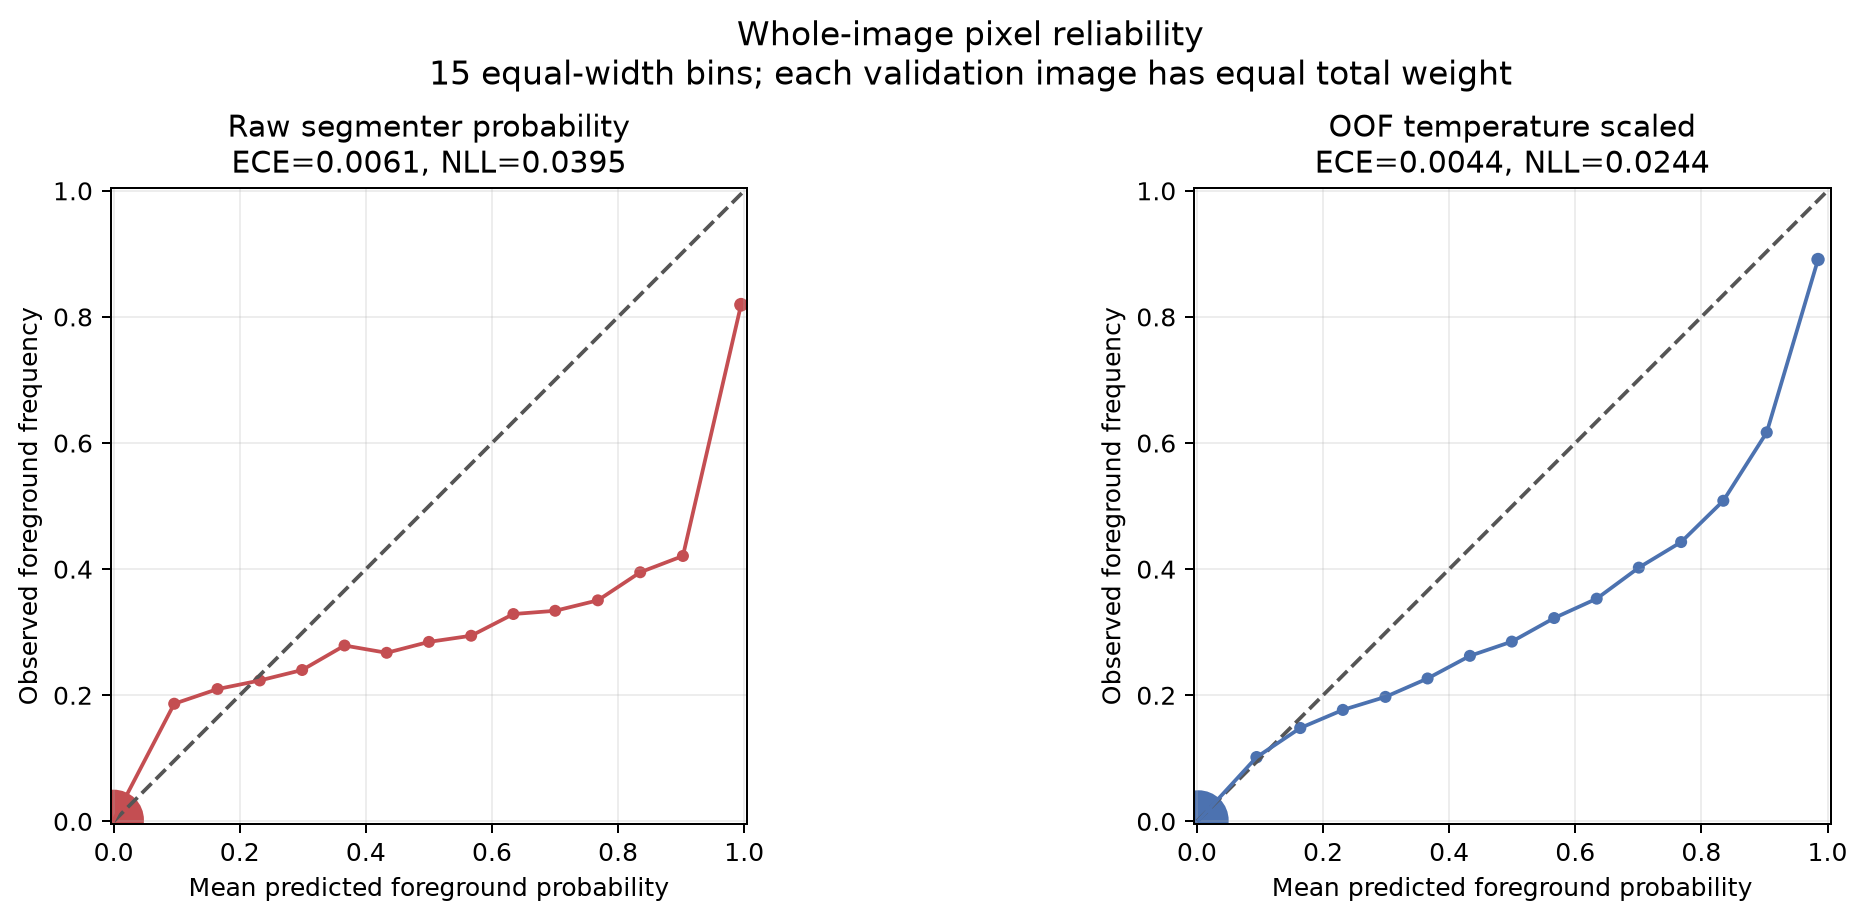 Whole-image pixel reliability
15 equal-width bins; each validation image has equal total weight
Raw segmenter probability
ECE=0.0061, NLL=0.0395
1.0
0.8
0.6
0.4
0.2
0.0
0.0 0.2 0.4 0.6 0.8 1.0
Observed foreground frequency
Mean predicted foreground probability
OOF temperature scaled
ECE=0.0044, NLL=0.0244
1.0
0.8
0.6
0.4
0.2
0.0
0.0 0.2 0.4 0.6 0.8 1.0
Observed foreground frequency
Mean predicted foreground probability